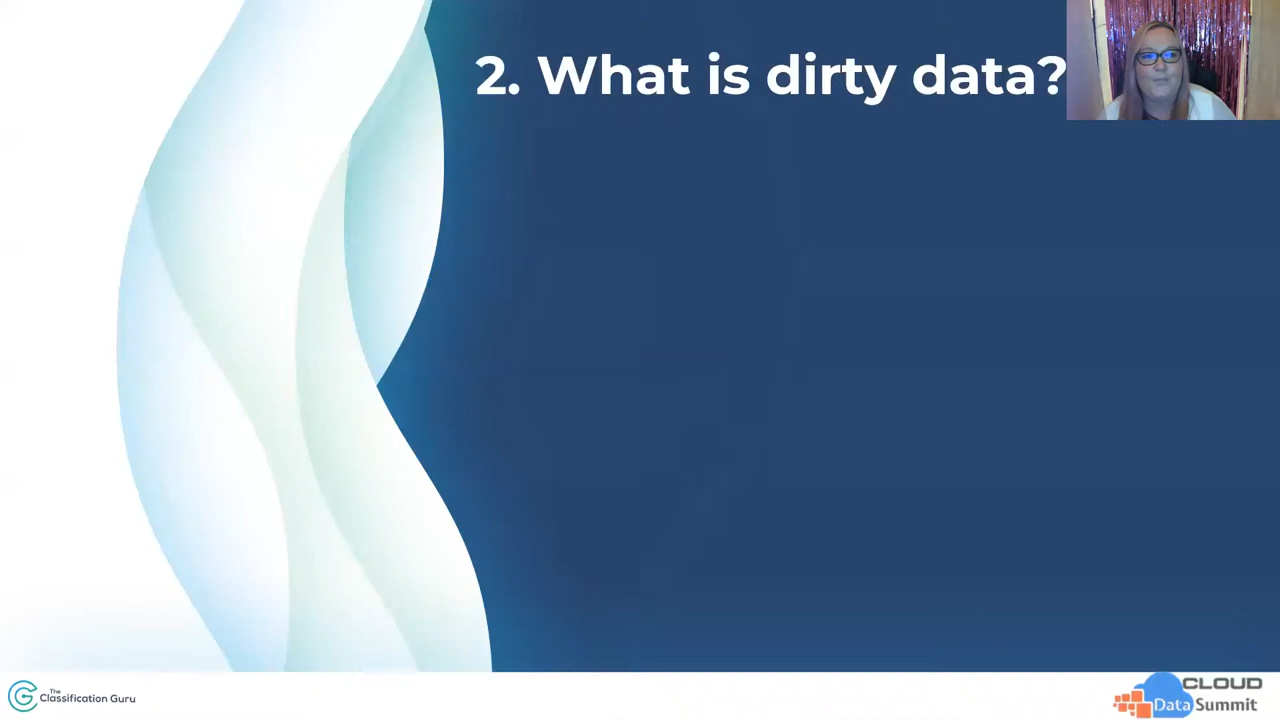 2. What is dirty data?
The
Classification Guru
CLOUD
Data Summit